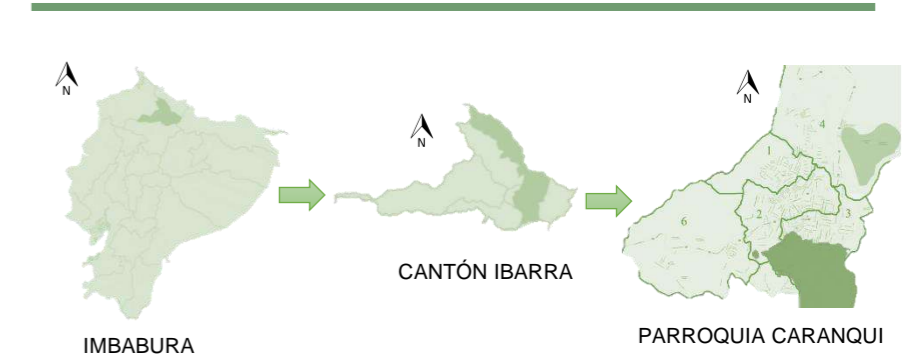 N
N
N
4
1
2
3
6
CANTÓN IBARRA
PARROQUIA CARANQUI
IMBABURA